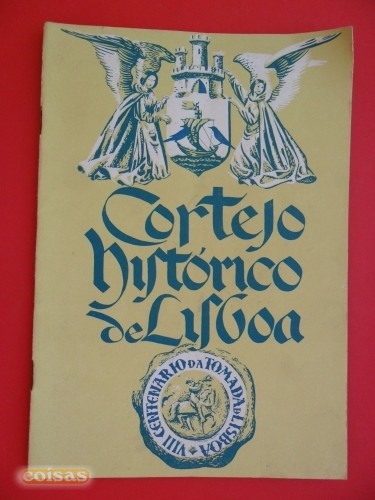 Cortejo
Histórico
de Lisboa
VIII CENTENARIO DA TOMADA DE LISBOA
coisas